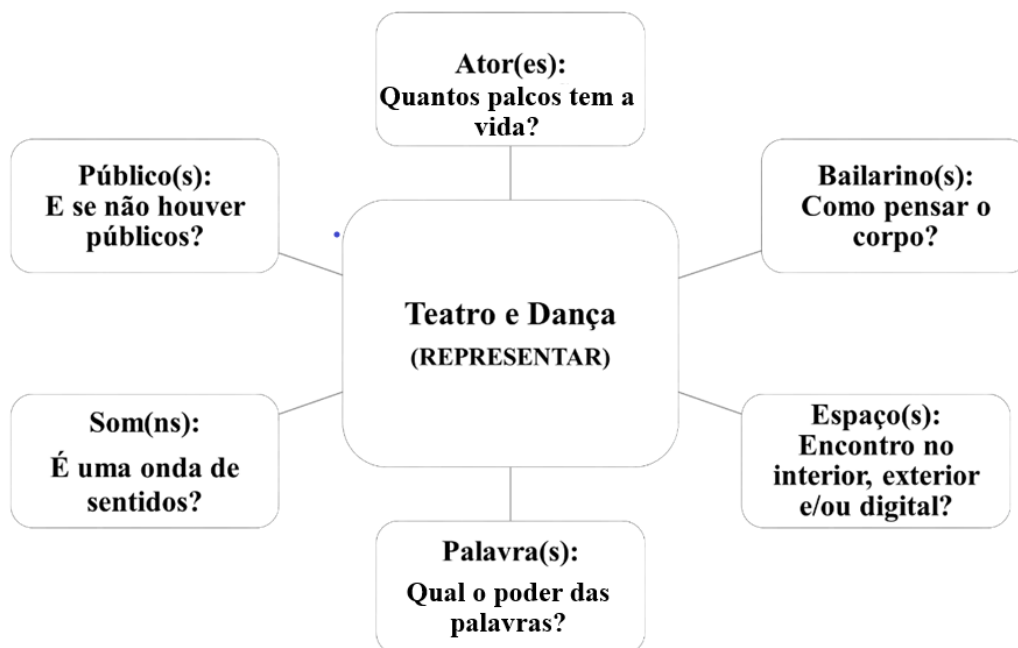 Ator(es):
Quantos palcos tem a
vida?
Público(s):
E se não houver
públicos?
Bailarino(s):
Como pensar o
corpo?
Teatro e Dança
(REPRESENTAR)
Som(ns):
É uma onda de
sentidos?
Espaço(s):
Encontro no
interior, exterior
e/ou digital?
Palavra(s):
Qual o poder das
palavras?